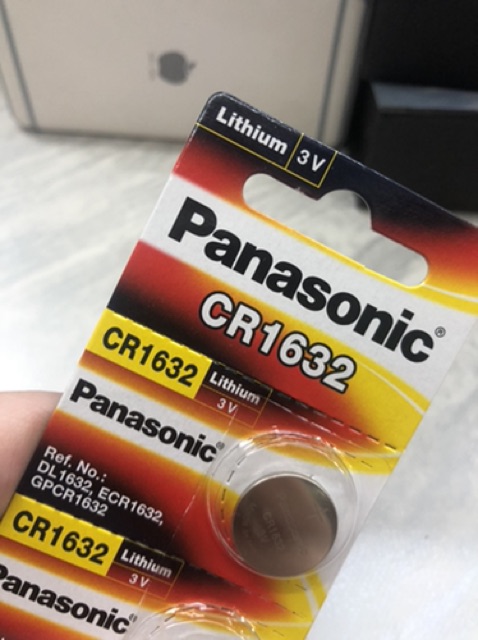 Lithium 3V
Panasonic®
CR1632
CR1632 Lithium
3V
Panasonic
Ref. No.:
DL1632, ECR1632,
GPCR1632
CR1632 Lithium
3V
Panasonic®